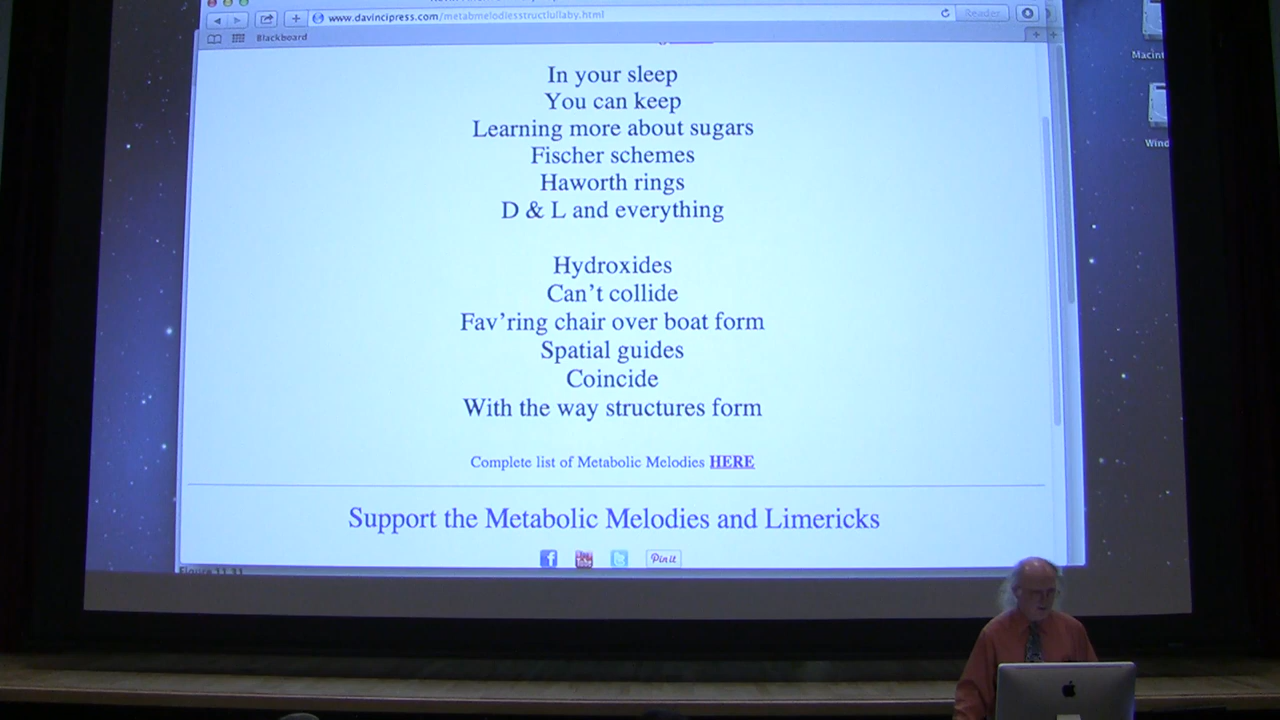 www.davincipress.com/metabmelodiesstructlullaby.html
Reader
Blackboard
In your sleep
You can keep
Learning more about sugars
Fischer schemes
Haworth rings
D & L and everything
Hydroxides
Can't collide
Fav'ring chair over boat form
Spatial guides
Coincide
With the way structures form
Complete list of Metabolic Melodies HERE
Support the Metabolic Melodies and Limericks
Pin it
Macint
Wind